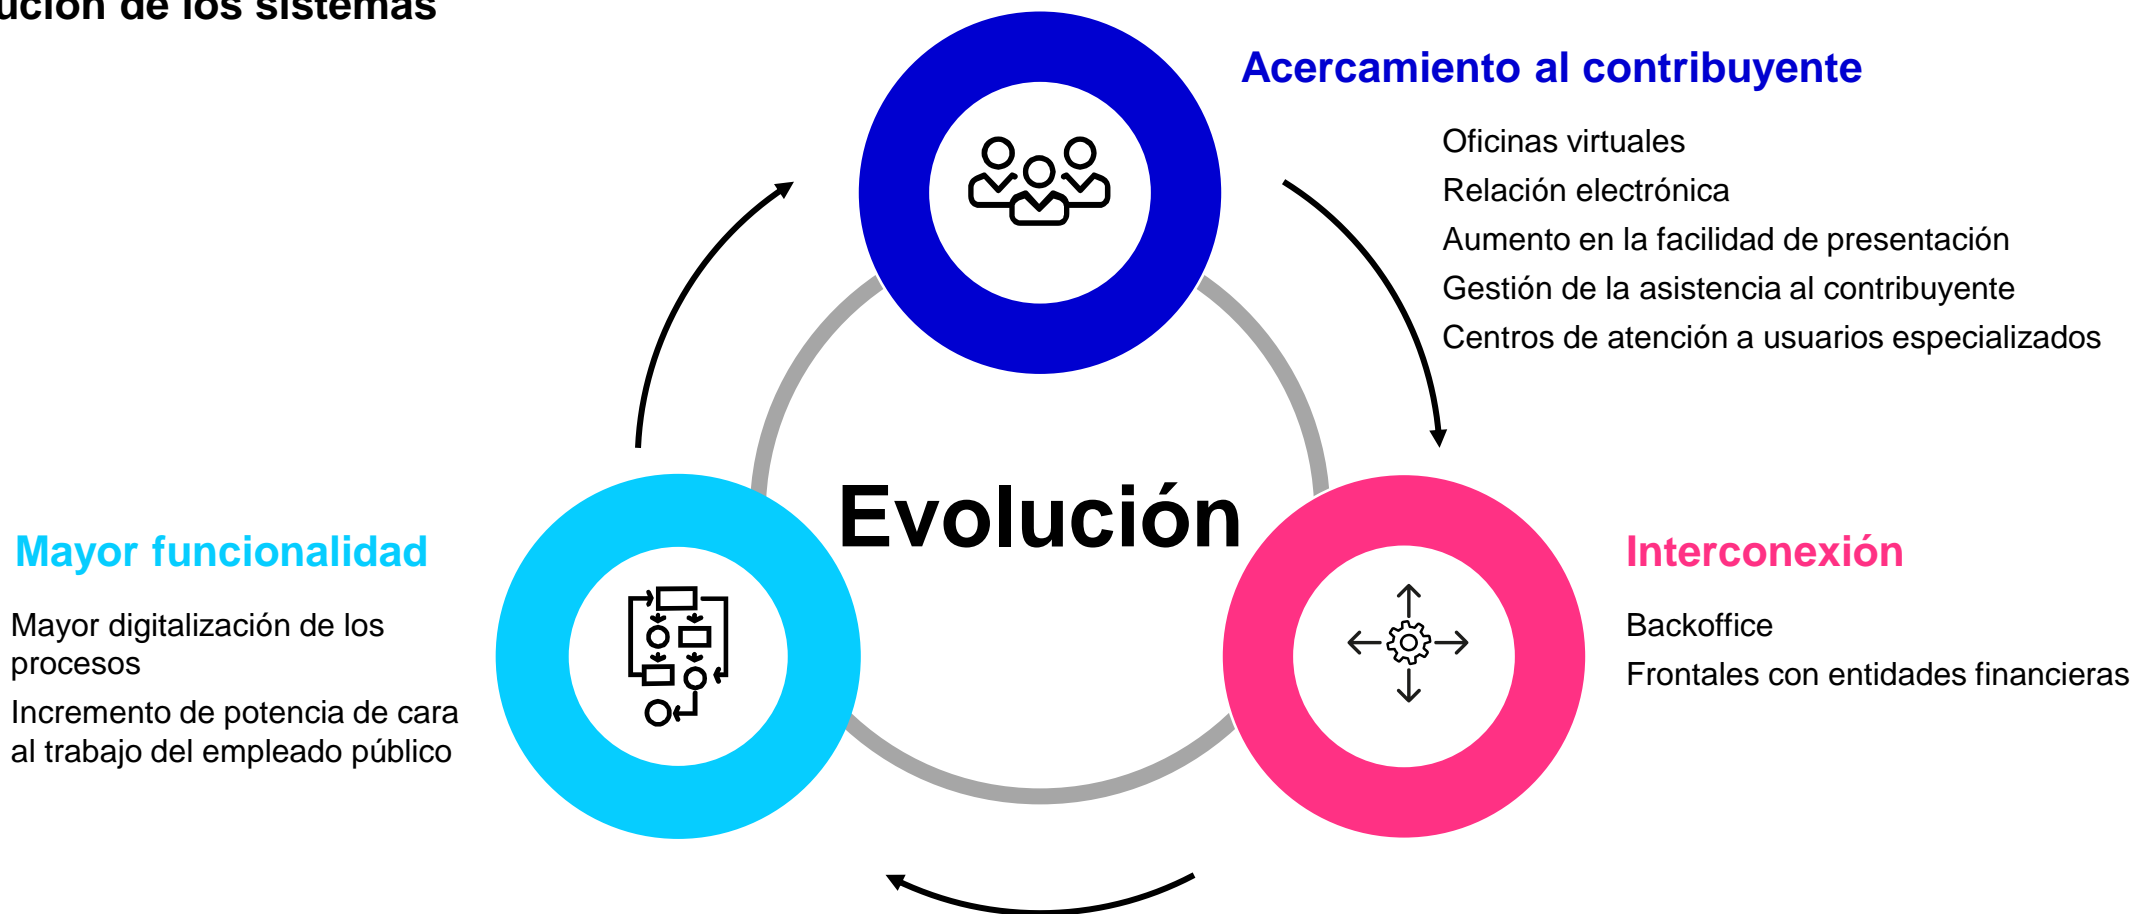 ución de los sistemas
Acercamiento al contribuyente
Oficinas virtuales
Relación electrónica
Aumento en la facilidad de presentación
Gestión de la asistencia al contribuyente
Centros de atención a usuarios especializados
Evolución
Mayor funcionalidad
Mayor digitalización de los
procesos
Incremento de potencia de cara
al trabajo del empleado público
Interconexión
Backoffice
Frontales con entidades financieras